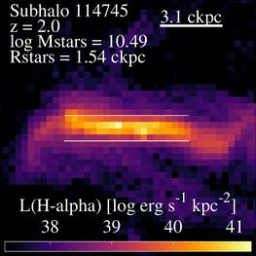 Subhalo 114745
3.1 ckpc
z = 2.0
log Mstars = 10.49
Rstars = 1.54 ckpc
L(H-alpha) [log erg s⁻¹ kpc⁻²]
38 39 40 41